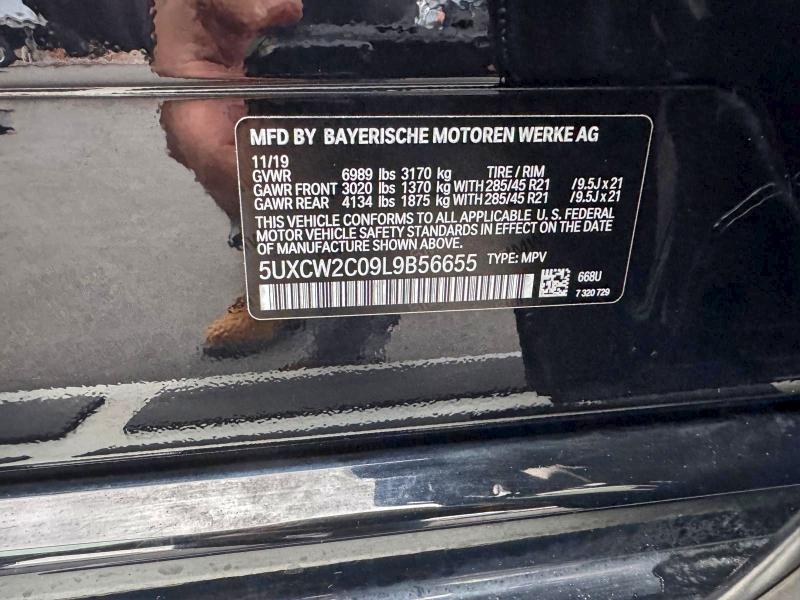 MFD BY BAYERISCHE MOTOREN WERKE AG
11/19
GVWR 6989 lbs 3170 kg TIRE / RIM
GAWR FRONT 3020 lbs 1370 kg WITH 285/45 R21 /9.5J x 21
GAWR REAR 4134 lbs 1875 kg WITH 285/45 R21 /9.5J x 21
THIS VEHICLE CONFORMS TO ALL APPLICABLE U.S. FEDERAL
MOTOR VEHICLE SAFETY STANDARDS IN EFFECT ON THE DATE
OF MANUFACTURE SHOWN ABOVE.
5UXCW2C09L9B56655 TYPE: MPV
668U
7 320 729